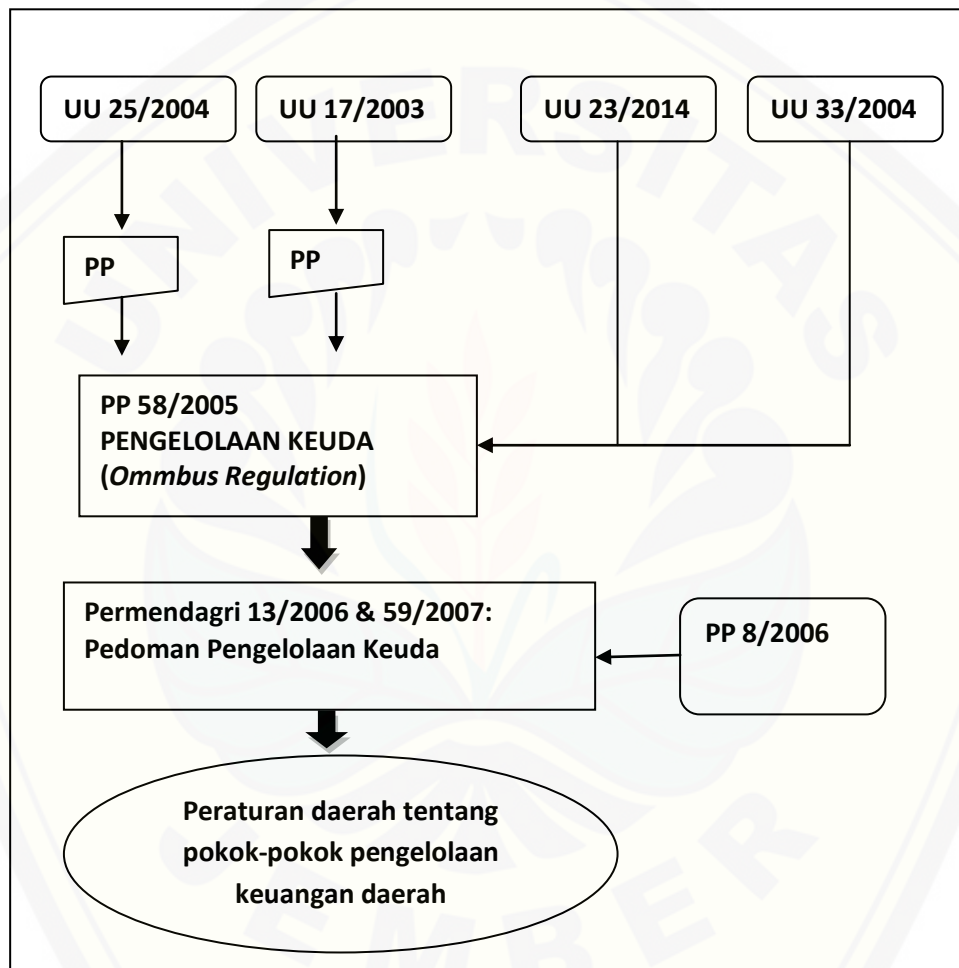 UNIVERSITAS
JEMBER
UU 25/2004
UU 17/2003
UU 23/2014
UU 33/2004
PP
PP
PP 58/2005
PENGELOLAAN KEUDA
(Ommbus Regulation)
Permendagri 13/2006 & 59/2007:
Pedoman Pengelolaan Keuda
PP 8/2006
Peraturan daerah tentang
pokok-pokok pengelolaan
keuangan daerah